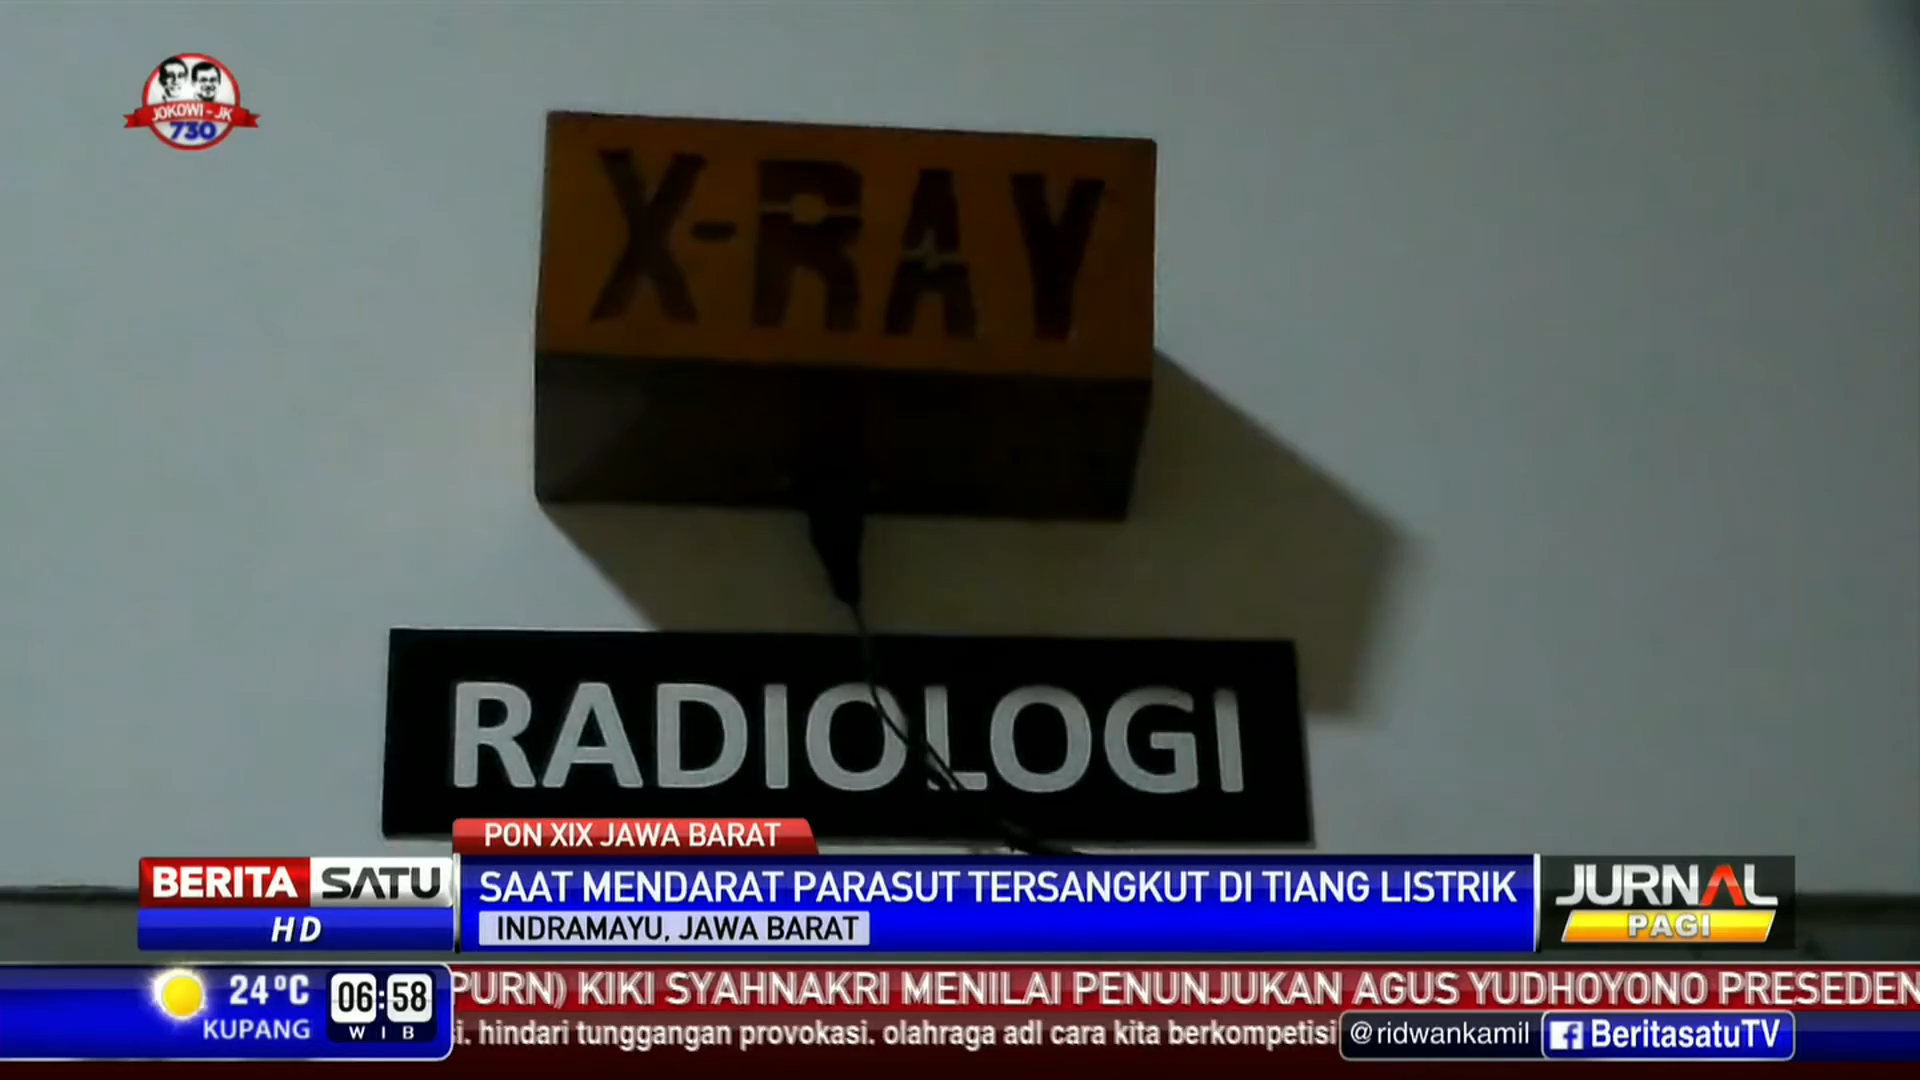 JOKOWI - JK
730
X-RAY
RADIOLOGI
PON XIX JAWA BARAT
BERITA SATU
HD
SAAT MENDARAT PARASUT TERSANGKUT DI TIANG LISTRIK
INDRAMAYU, JAWA BARAT
JURNAL
PAGI
24°C
KUPANG
06:58
WIB
PURN) KIKI SYAHNAKRI MENILAI PENUNJUKAN AGUS YUDHOYONO PRESEDEN
si. hindari tunggangan provokasi. olahraga adl cara kita berkompetisi
@ridwankamil
BeritasatuTV